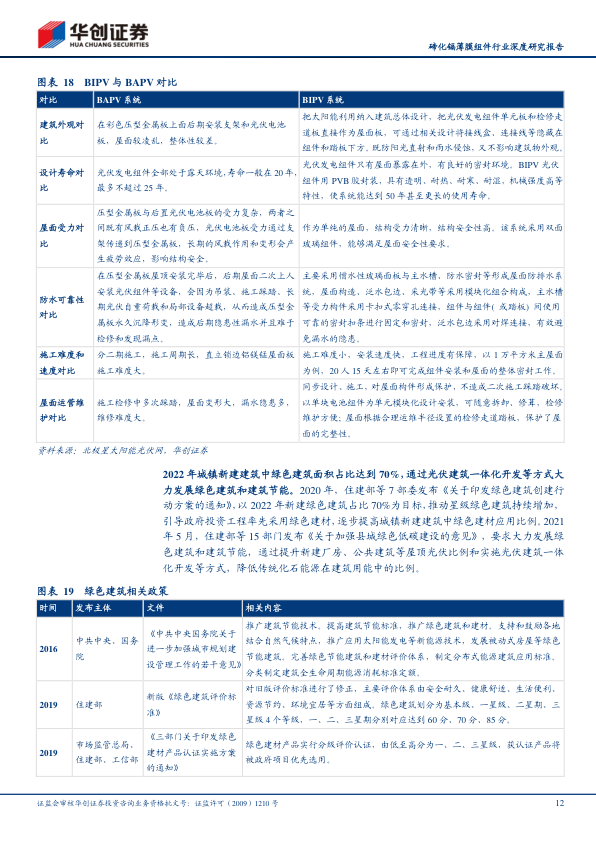 华创证券
HUA CHUANG SECURITIES
碲化镉薄膜组件行业深度研究报告
图表 18 BIPV 与 BAPV 对比
对比 BAPV 系统 BIPV 系统
建筑外观对比
在彩色压型金属板上面后期安装支架和光伏电池
板，屋面较凌乱，整体性较差。
把太阳能利用纳入建筑总体设计，把光伏发电组件单元板和检修走
道板直接作为屋面板，可通过相关设计将接线盒、连接线等隐藏在
组件和踏板下方，既防阳光直射和雨水侵蚀，又不影响建筑物外观。
设计寿命对比
光伏发电组件全部处于露天环境，寿命一般在 20 年，
最多不超过 25 年。
光伏发电组件只有屋面暴露在外，有良好的密封环境。BIPV 光伏
组件用 PVB 胶封装，具有透明、耐热、耐寒、耐湿、机械强度高等
特性，使系统能达到 50 年甚至更长的使用寿命。
屋面受力对比
压型金属板与后置光伏电池板的受力复杂，两者之
间既有风载正压也有负压，光伏电池板受力通过支
架传递到压型金属板，长期的风载作用和变形会产
生疲劳效应，影响结构安全。
作为单纯的屋面，结构受力清晰，结构安全性高。该系统采用双面
玻璃组件，能够满足屋面安全性要求。
防水可靠性对比
在压型金属板屋顶安装完毕后，后期屋面二次上人
安装光伏组件等设备，会因为吊装、施工踩踏、长
期光伏自重荷载和局部设备超载，从而造成压型金
属板永久沉降形变，造成后期隐患性漏水并且难于
检修和发现漏点。
主要采用憎水性玻璃面板与主水槽、防水密封等形成屋面防排水系
统，屋面构造、泛水包边、采光带等采用模块化组合构成，主水槽
等受力构件采用卡扣式零穿孔连接，组件与组件( 或踏板) 间使用
可靠的密封扣条进行固定和密封，泛水包边采用对焊连接，有效避
免漏水的隐患。
施工难度和
速度对比
分二期施工，施工周期长，直立锁边铝镁锰屋面板
施工难度大。
施工难度小，安装速度快，工程进度有保障，以 1 万平方米主屋面
为例，20 人 15 天左右即可完成组件安装和屋面的整体密封工作。
屋面运营维
护对比
施工检修中多次踩踏，屋面变形大，漏水隐患多，
维修难度大。
同步设计、施工，对屋面构件形成保护，不造成二次施工踩踏破坏。
以单块电池组件为单元模块化设计安装，可随意拆卸、修葺，检修
维护方便；屋面根据合理运维半径设置的检修走道踏板，保护了屋
面的完整性。
资料来源：北极星太阳能光伏网，华创证券
2022 年城镇新建建筑中绿色建筑面积占比达到 70%，通过光伏建筑一体化开发等方式大
力发展绿色建筑和建筑节能。2020 年，住建部等 7 部委发布《关于印发绿色建筑创建行
动方案的通知》，以 2022 年新建绿色建筑占比 70%为目标，推动星级绿色建筑持续增加，
引导政府投资工程率先采用绿色建材，逐步提高城镇新建建筑中绿色建材应用比例。2021
年 5 月，住建部等 15 部门发布《关于加强县城绿色低碳建设的意见》，要求大力发展绿
色建筑和建筑节能，通过提升新建厂房、公共建筑等屋顶光伏比例和实施光伏建筑一体
化开发等方式，降低传统化石能源在建筑用能中的比例。
图表 19 绿色建筑相关政策
时间 发布主体 文件 相关内容
2016
中共中央、国务
院
《中共中央国务院关于
进一步加强城市规划建
设管理工作的若干意见》
推广建筑节能技术。提高建筑节能标准，推广绿色建筑和建材。支持和鼓励各地
结合自然气候特点，推广应用太阳能发电等新能源技术，发展被动式房屋等绿色
节能建筑。完善绿色节能建筑和建材评价体系，制定分布式能源建筑应用标准。
分类制定建筑全生命周期能源消耗标准定额。
2019
住建部
新版《绿色建筑评价标
准》
对旧版评价标准进行了修正，主要评价体系由安全耐久、健康舒适、生活便利、
资源节约、环境宜居等方面组成。绿色建筑划分为基本级、一星级、二星期、三
星级 4 个等级，一、二、三星期分别对应达到 60 分、70 分、85 分。
2019
市场监管总局、
住建部、工信部
《三部门关于印发绿色
建材产品认证实施方案
的通知》
绿色建材产品实行分级评价认证，由低至高分为一、二、三星级，获认证产品将
被政府项目优先选用。
证监会审核华创证券投资咨询业务资格批文号：证监许可（2009）1210 号
12